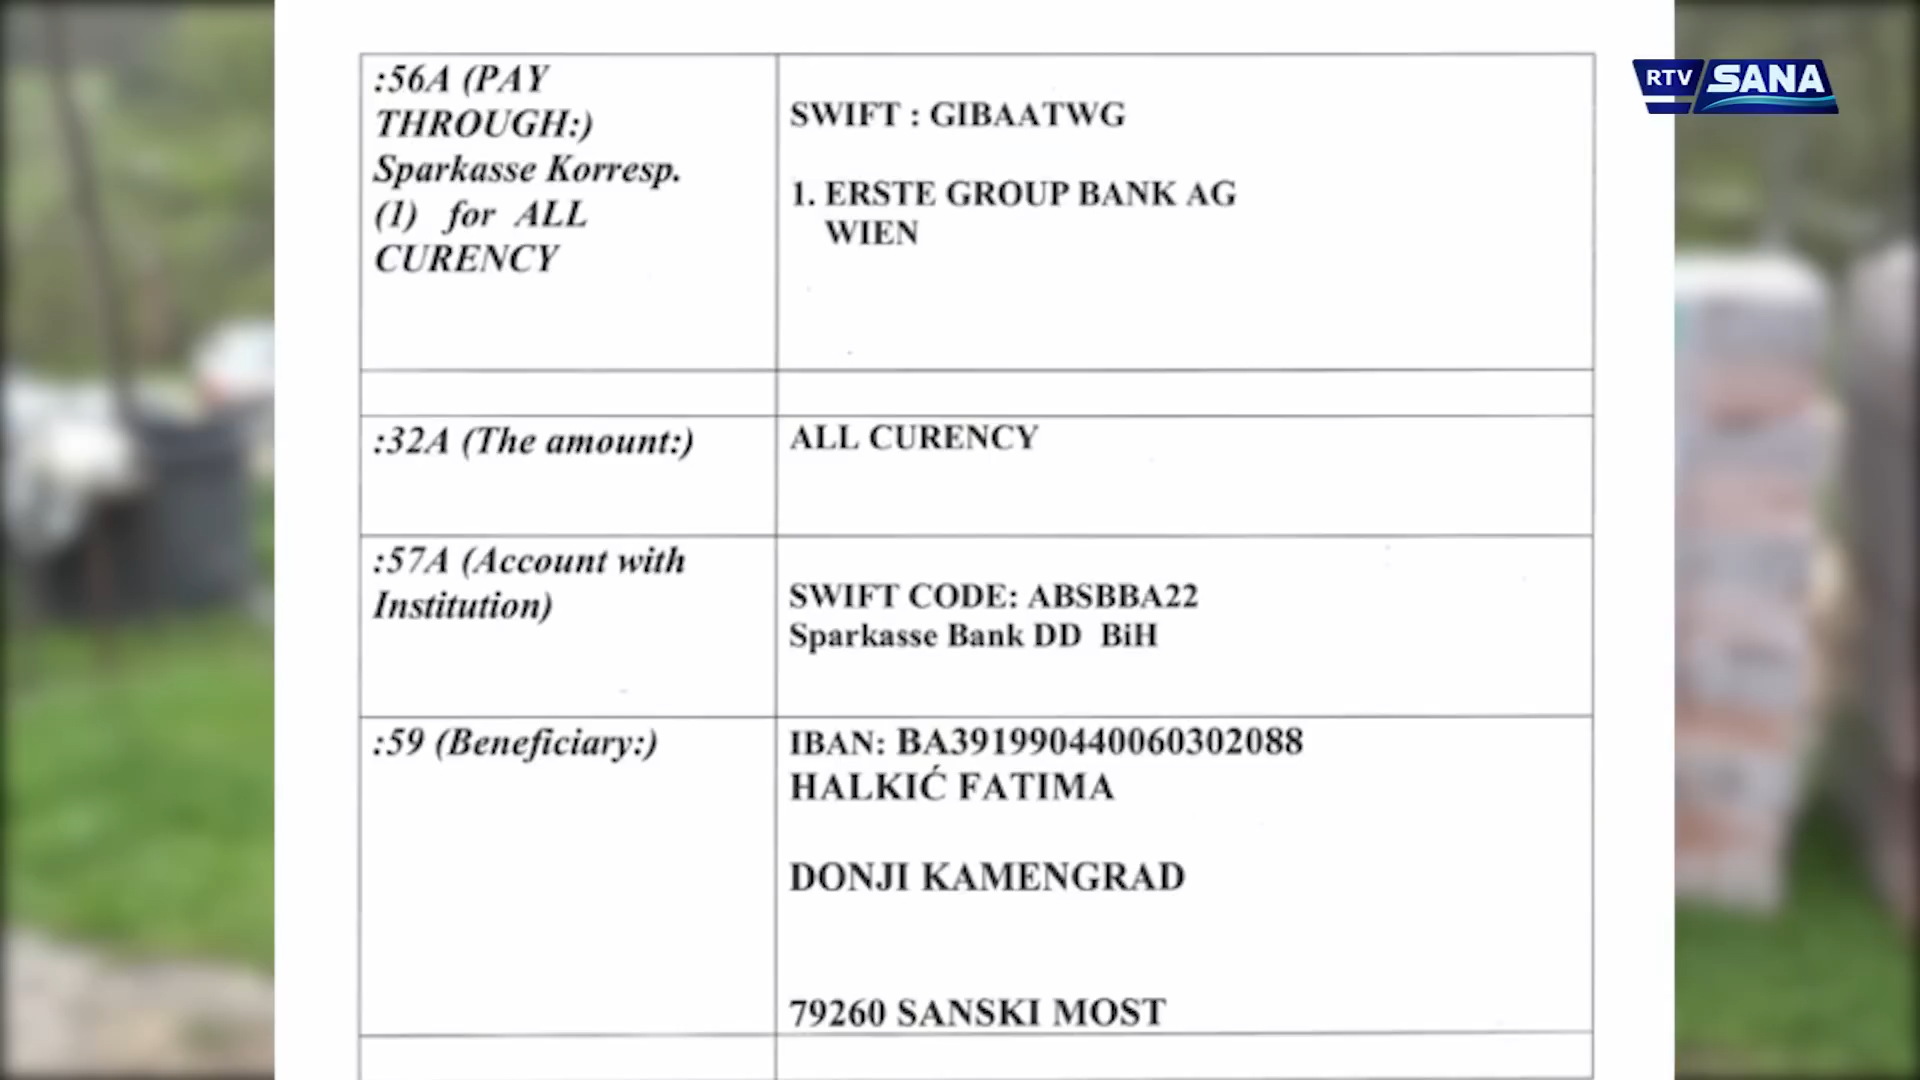 :56A (PAY
THROUGH:)
Sparkasse Korresp.
(1) for ALL
CURENCY
SWIFT : GIBAATWG
1. ERSTE GROUP BANK AG
WIEN
:32A (The amount:)
ALL CURENCY
:57A (Account with
Institution)
SWIFT CODE: ABSBBA22
Sparkasse Bank DD BiH
:59 (Beneficiary:)
IBAN: BA391990440060302088
HALKIĆ FATIMA
DONJI KAMENGRAD
79260 SANSKI MOST
RTV SANA